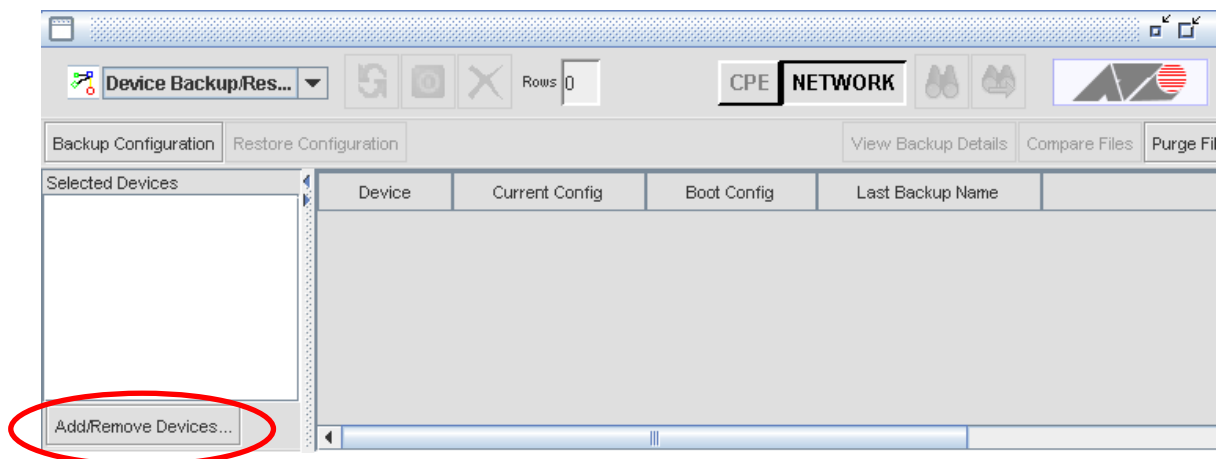 Device Backup/Res... Rows 0 CPE NETWORK
Backup Configuration Restore Configuration View Backup Details Compare Files Purge Fil
Selected Devices
Device Current Config Boot Config Last Backup Name
Add/Remove Devices...